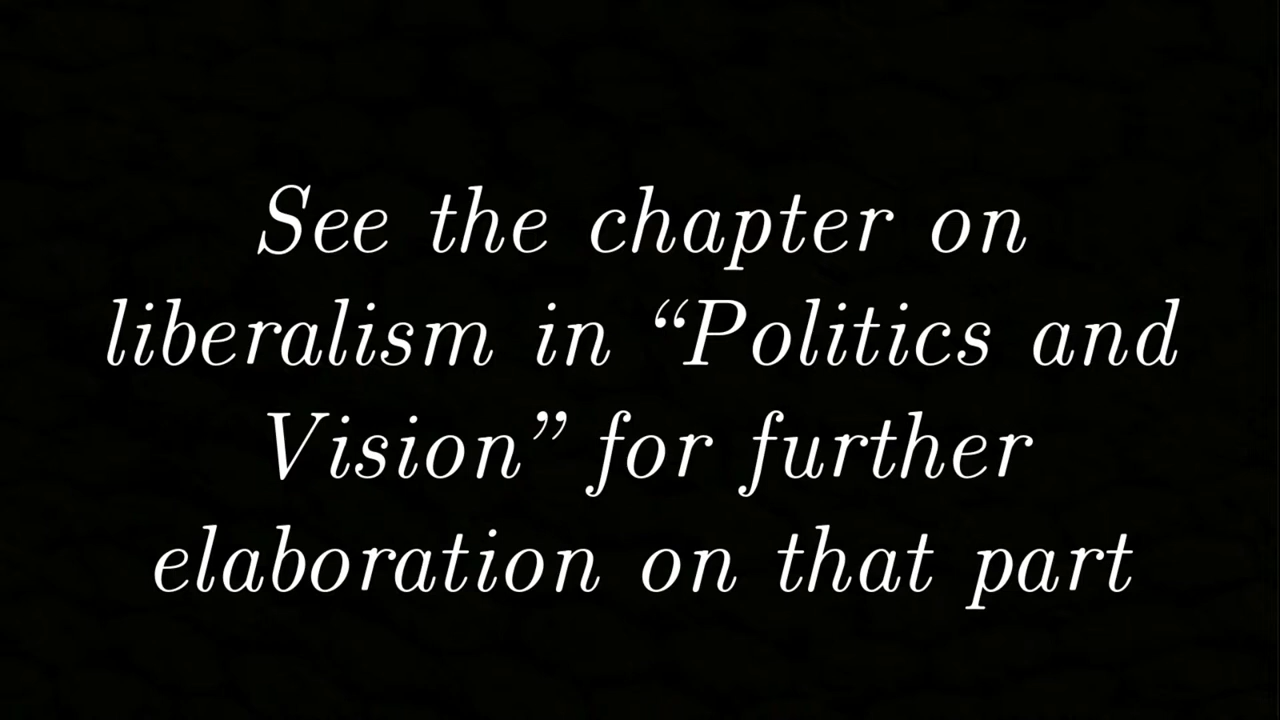 See the chapter on
liberalism in “Politics and
Vision” for further
elaboration on that part